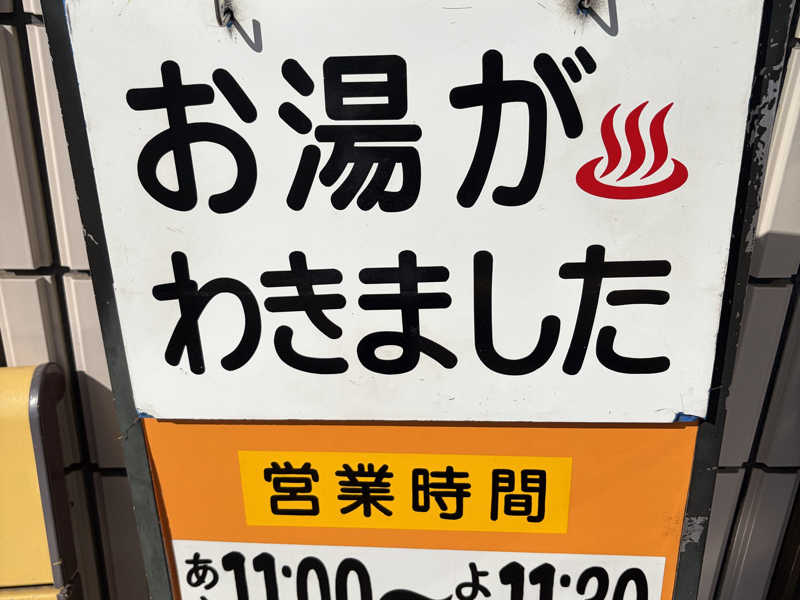 お湯が♨
わきました
営業時間
あ 11:00〜よ 11:30